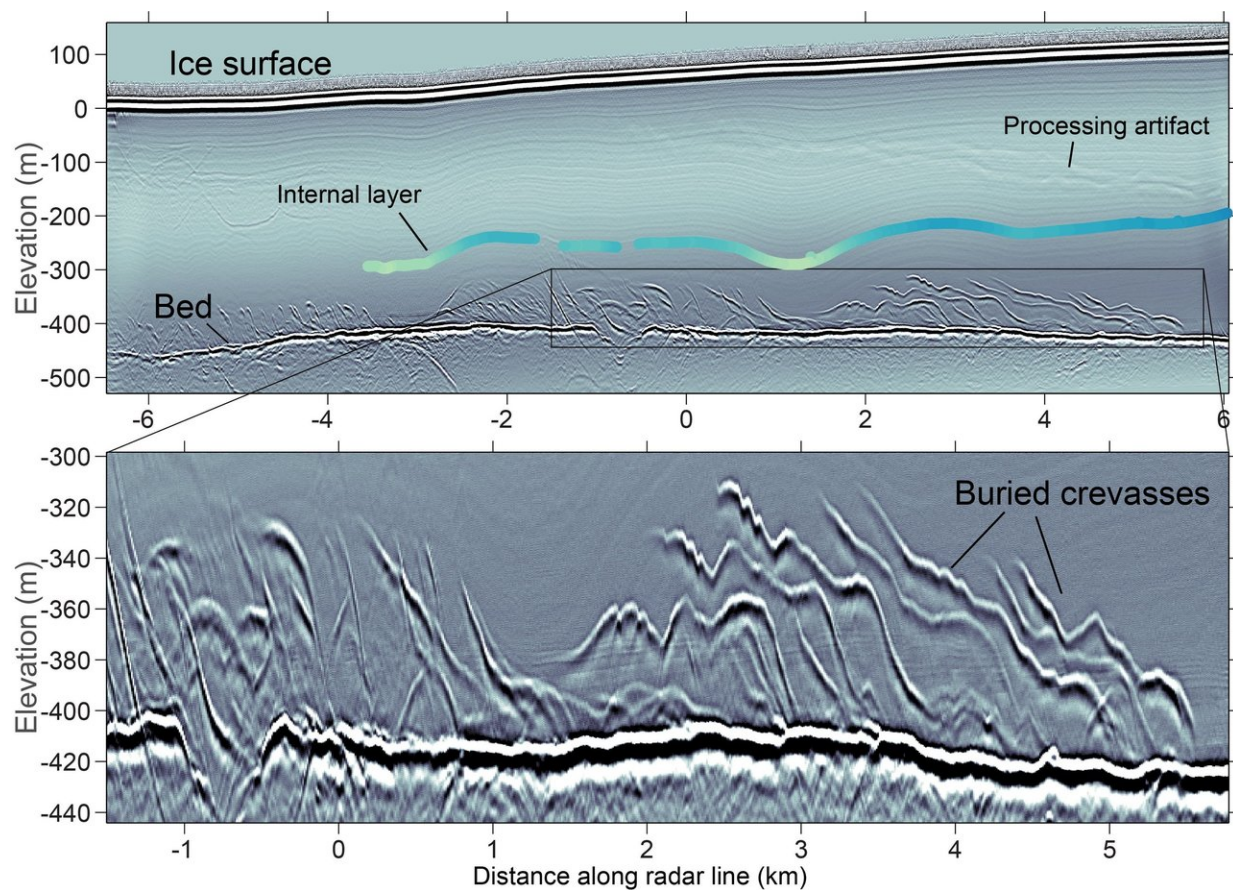 100
0
-100
-200
-300
-400
-500
Elevation (m)
Ice surface
Processing artifact
Internal layer
Bed
-6 -4 -2 0 2 4 6
-300
-320
-340
-360
-380
-400
-420
-440
Elevation (m)
Buried crevasses
-1 0 1 2 3 4 5
Distance along radar line (km)